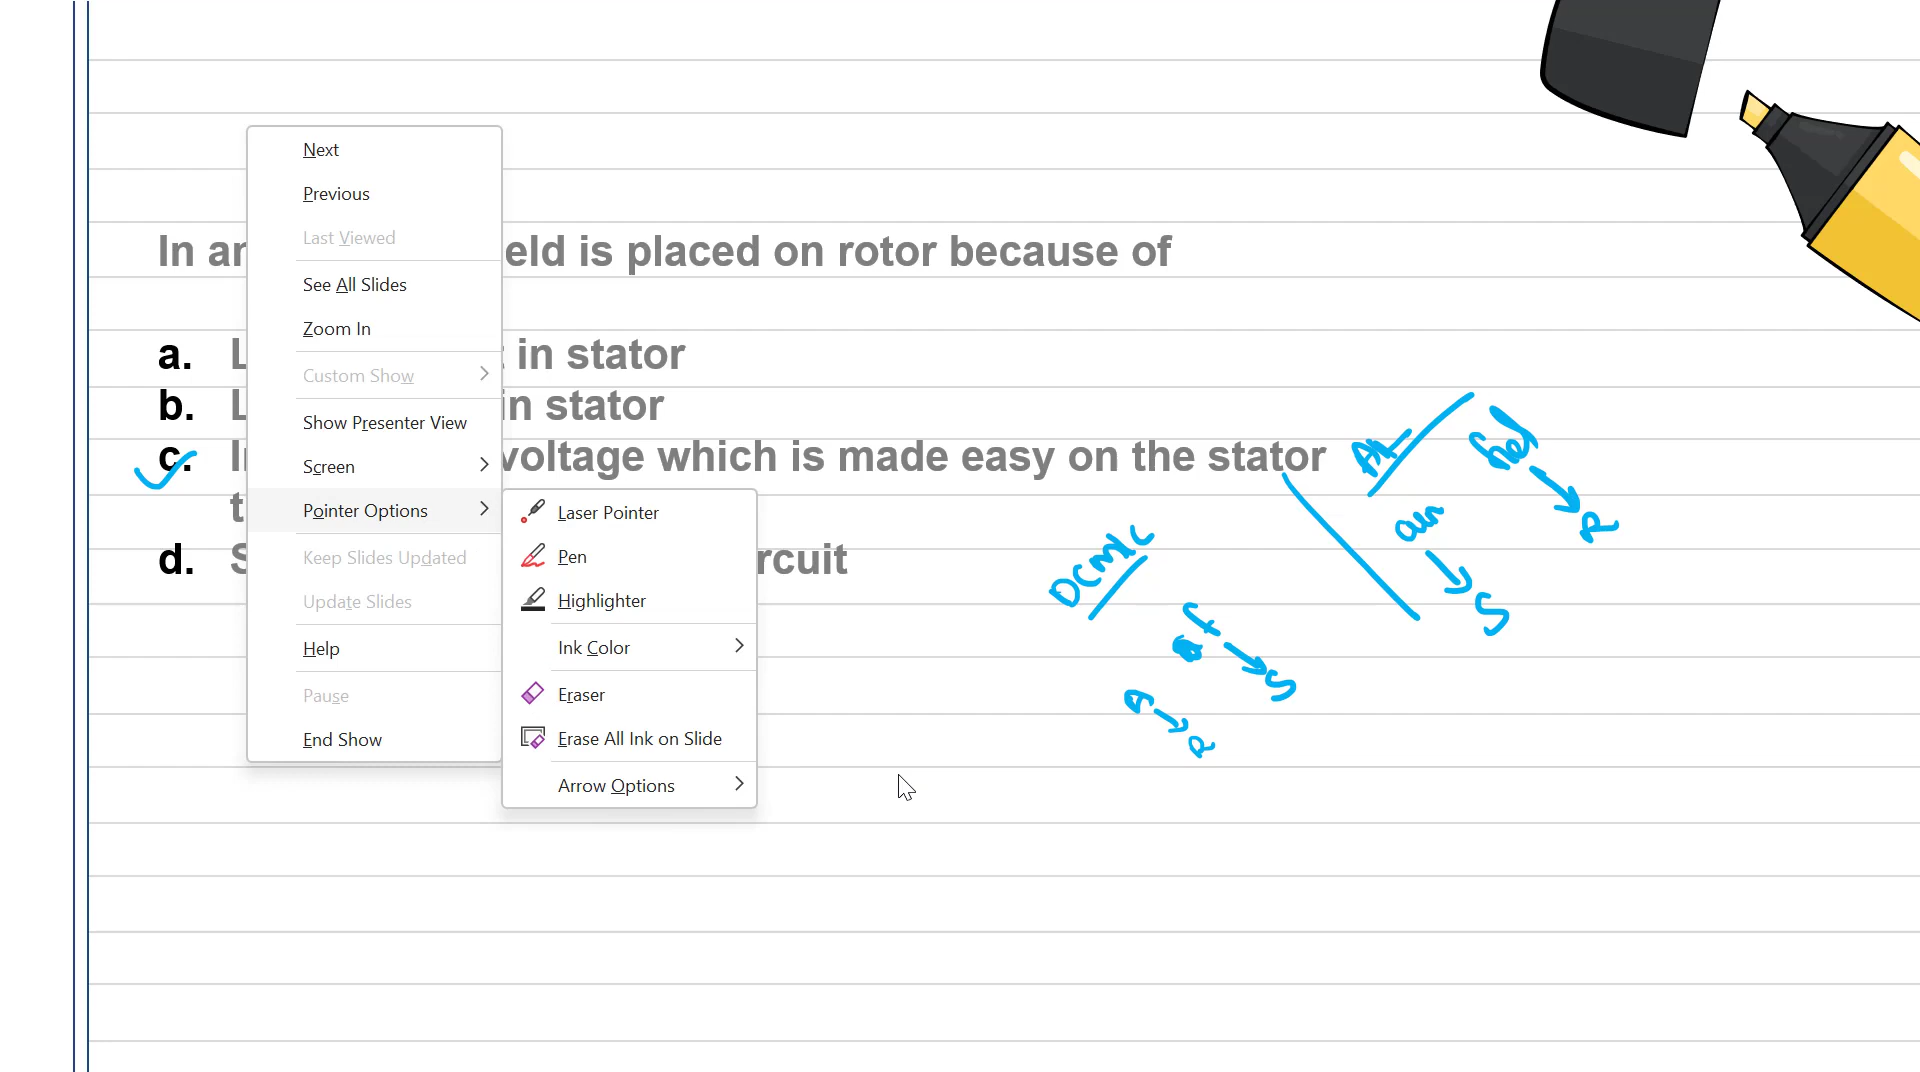 Next
Previous
Last Viewed
See All Slides
Zoom In
Custom Show
Show Presenter View
Screen
Pointer Options
Keep Slides Updated
Update Slides
Help
Pause
End Show
Laser Pointer
Pen
Highlighter
Ink Color
Eraser
Erase All Ink on Slide
Arrow Options
In eld is placed on rotor because of
a. in stator
b. in stator
c. voltage which is made easy on the stator
d. rcuit
DC m/c
S
A
R
R
S